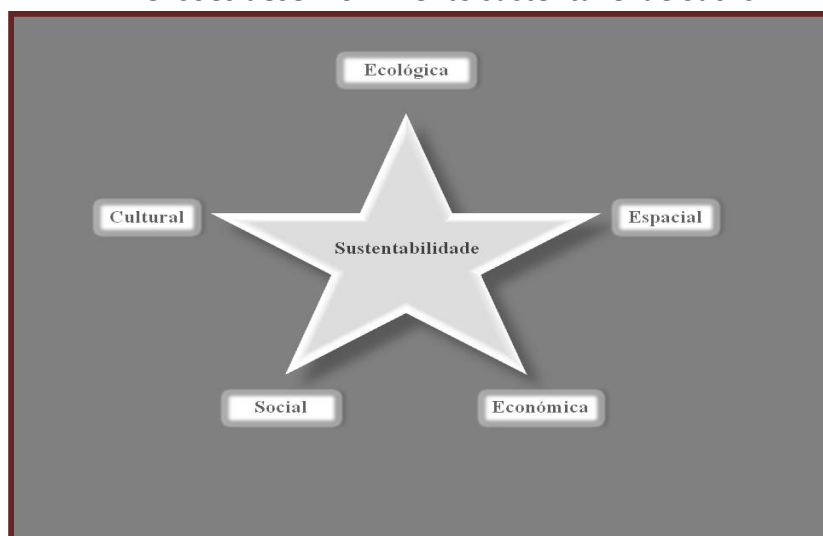 Ecológica
Cultural
Espacial
Sustentabilidade
Social
Económica